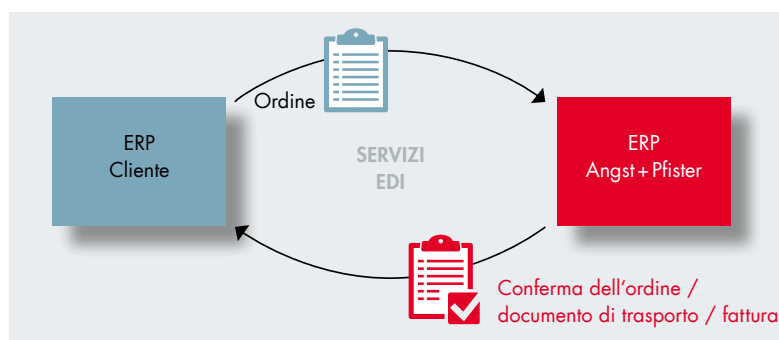 Ordine
ERP
Cliente
SERVIZI
EDI
ERP
Angst + Pfister
Conferma dell‘ordine /
documento di trasporto / fattura